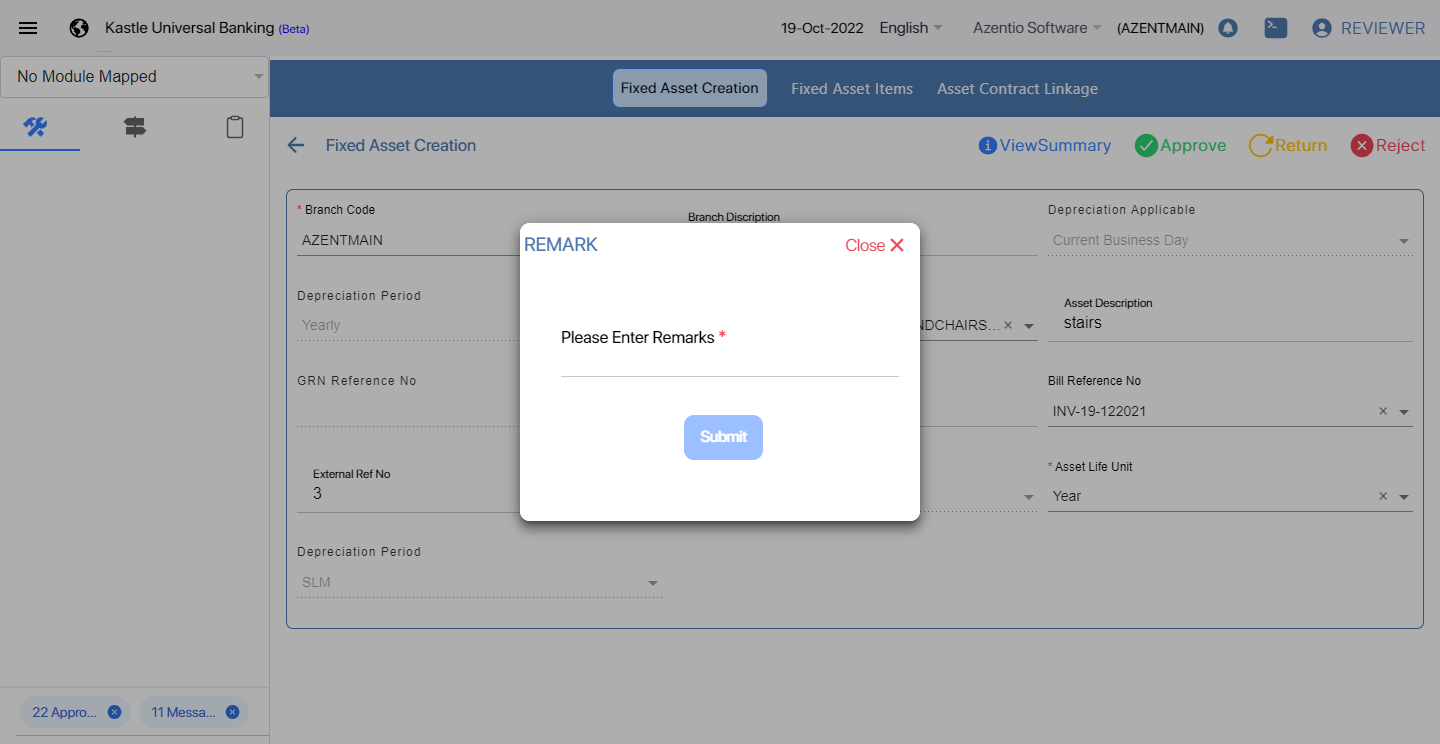 Kastle Universal Banking (Beta)
19-Oct-2022 English Azentio Software (AZENTMAIN) REVIEWER
No Module Mapped
Fixed Asset Creation Fixed Asset Items Asset Contract Linkage
Fixed Asset Creation
ViewSummary Approve Return Reject
* Branch Code
AZENTMAIN
Branch Discription
Depreciation Applicable
Current Business Day
REMARK
Close
Please Enter Remarks *
Submit
Depreciation Period
Yearly
NDCHAIRS...
Asset Description
stairs
GRN Reference No
Bill Reference No
INV-19-122021
External Ref No
3
* Asset Life Unit
Year
Depreciation Period
SLM
22 Appro...
11 Messa...